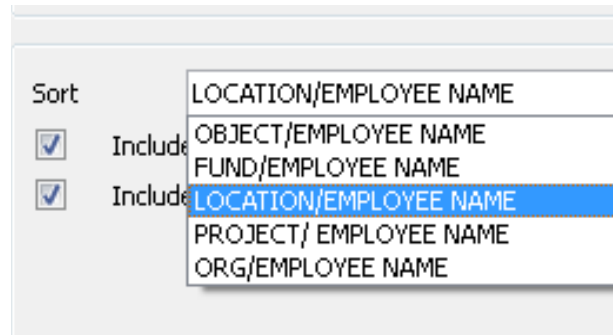 Sort LOCATION/EMPLOYEE NAME
OBJECT/EMPLOYEE NAME
Include
FUND/EMPLOYEE NAME
Include LOCATION/EMPLOYEE NAME
PROJECT/ EMPLOYEE NAME
ORG/EMPLOYEE NAME